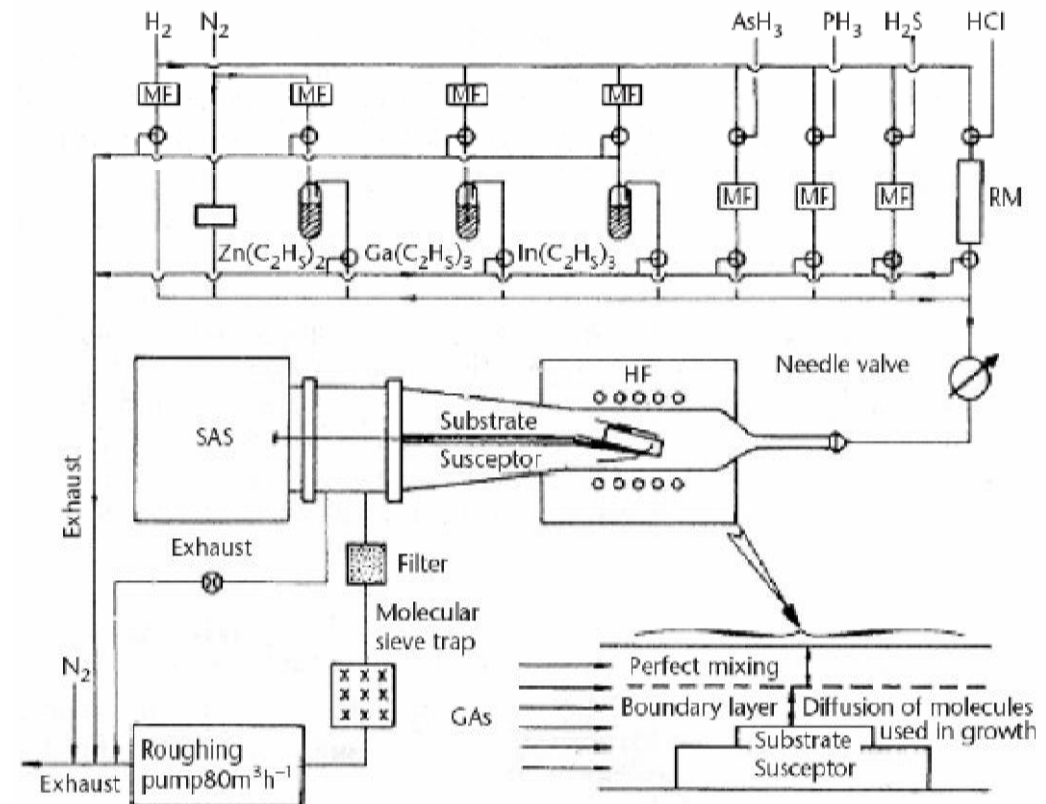 H₂ N₂ AsH₃ PH₃ H₂S HCl
MF MF MF MF
MF MF MF RM
Zn(C₂H₅)₂ Ga(C₂H₅)₃ In(C₂H₅)₃
Needle valve
HF
Substrate
SAS
Susceptor
Exhaust
Exhaust
Filter
Molecular
sieve trap
N₂
Perfect mixing
GAs
Boundary layer
Diffusion of molecules
used in growth
Substrate
Susceptor
Roughing
pump80m³h⁻¹
Exhaust